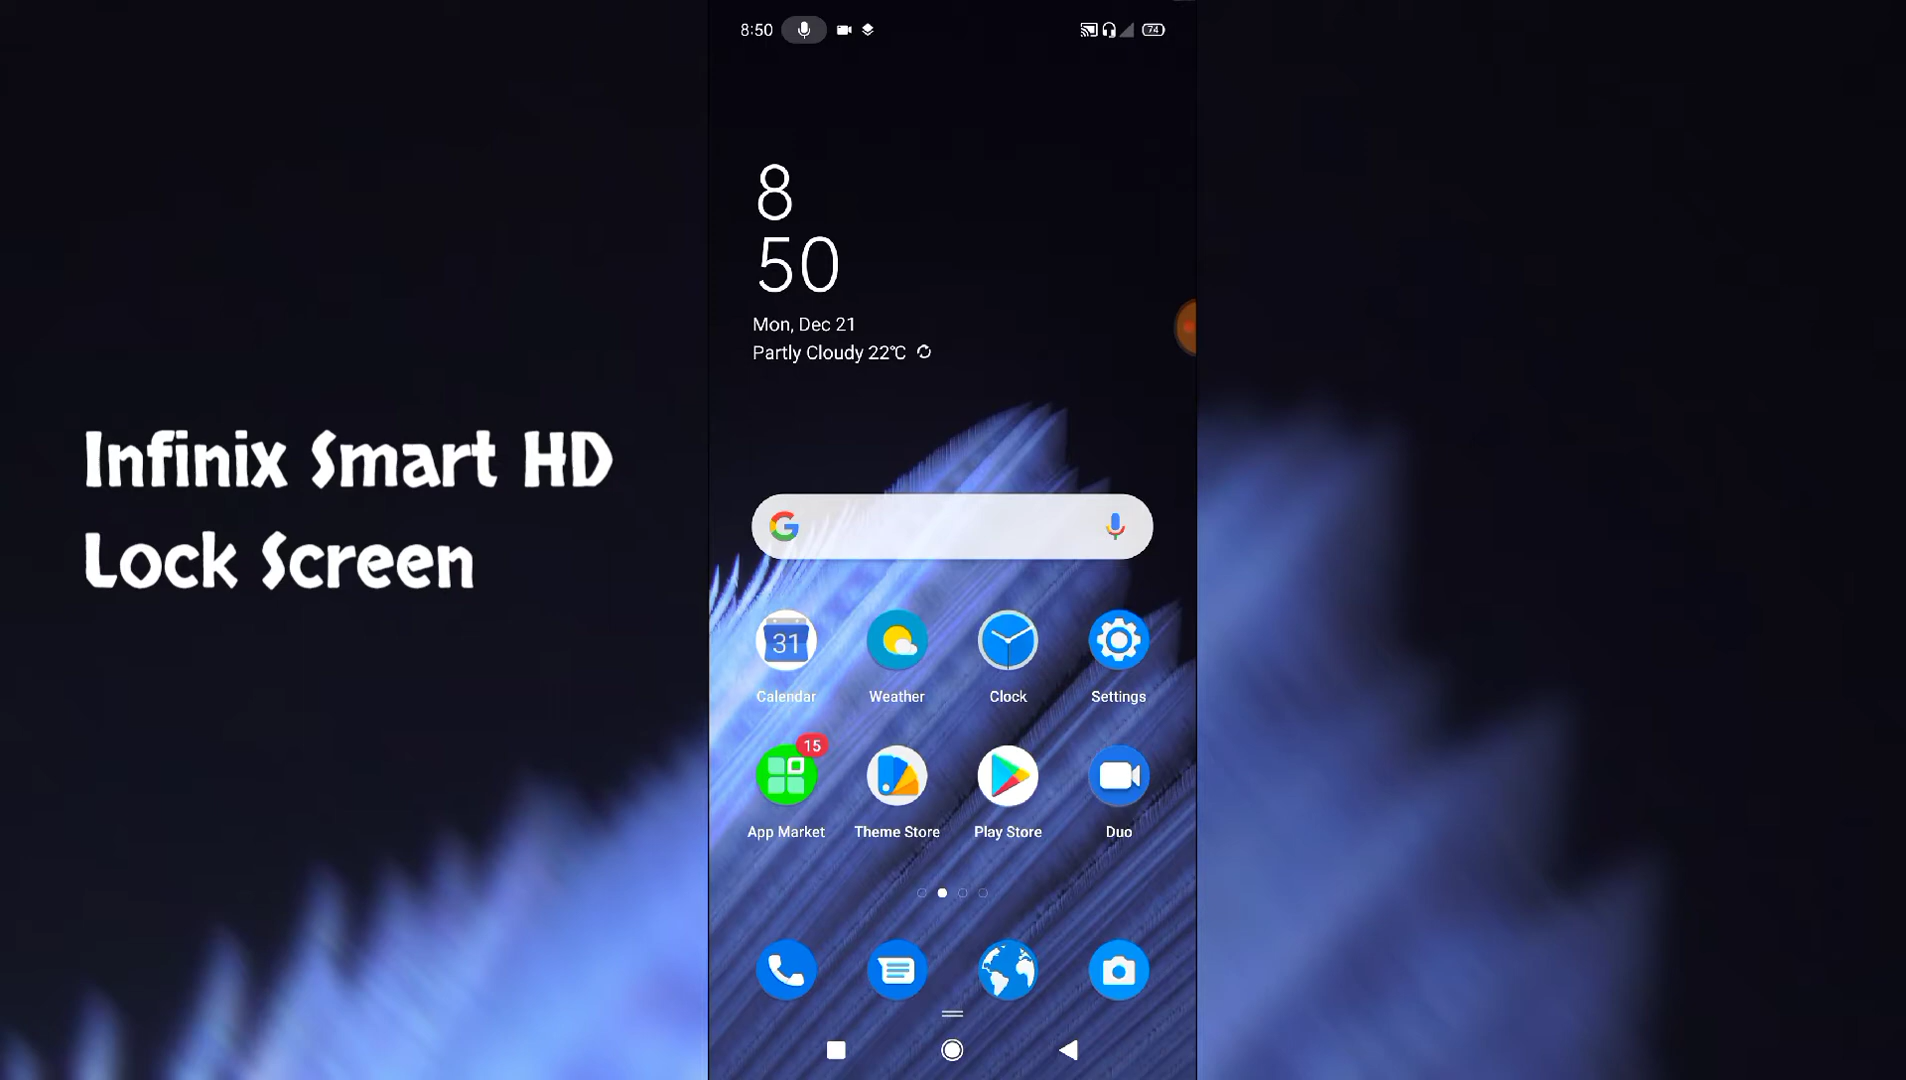 Infinix Smart HD
Lock Screen
8:50
74
8
50
Mon, Dec 21
Partly Cloudy 22℃
G
31
Calendar
Weather
Clock
Settings
15
App Market
Theme Store
Play Store
Duo